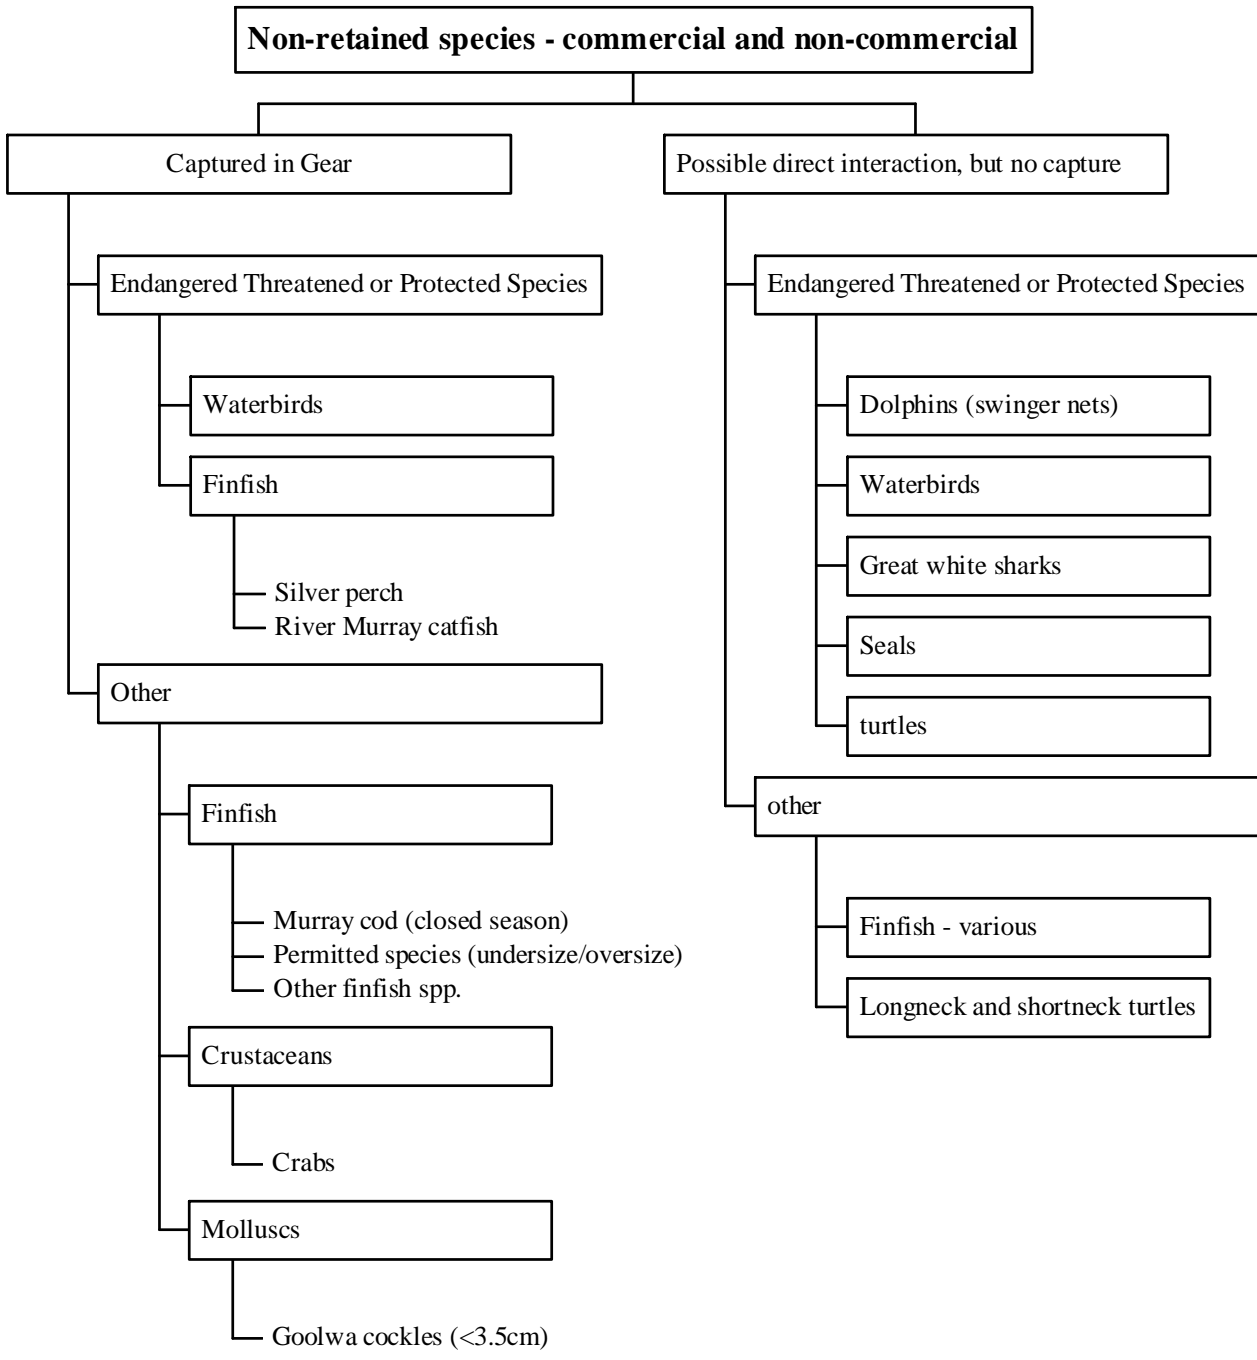 Non-retained species - commercial and non-commercial
Captured in Gear
Endangered Threatened or Protected Species
Waterbirds
Finfish
Silver perch
River Murray catfish
Other
Finfish
Murray cod (closed season)
Permitted species (undersize/oversize)
Other finfish spp.
Crustaceans
Crabs
Molluscs
Goolwa cockles (<3.5cm)
Possible direct interaction, but no capture
Endangered Threatened or Protected Species
Dolphins (swinger nets)
Waterbirds
Great white sharks
Seals
turtles
other
Finfish - various
Longneck and shortneck turtles